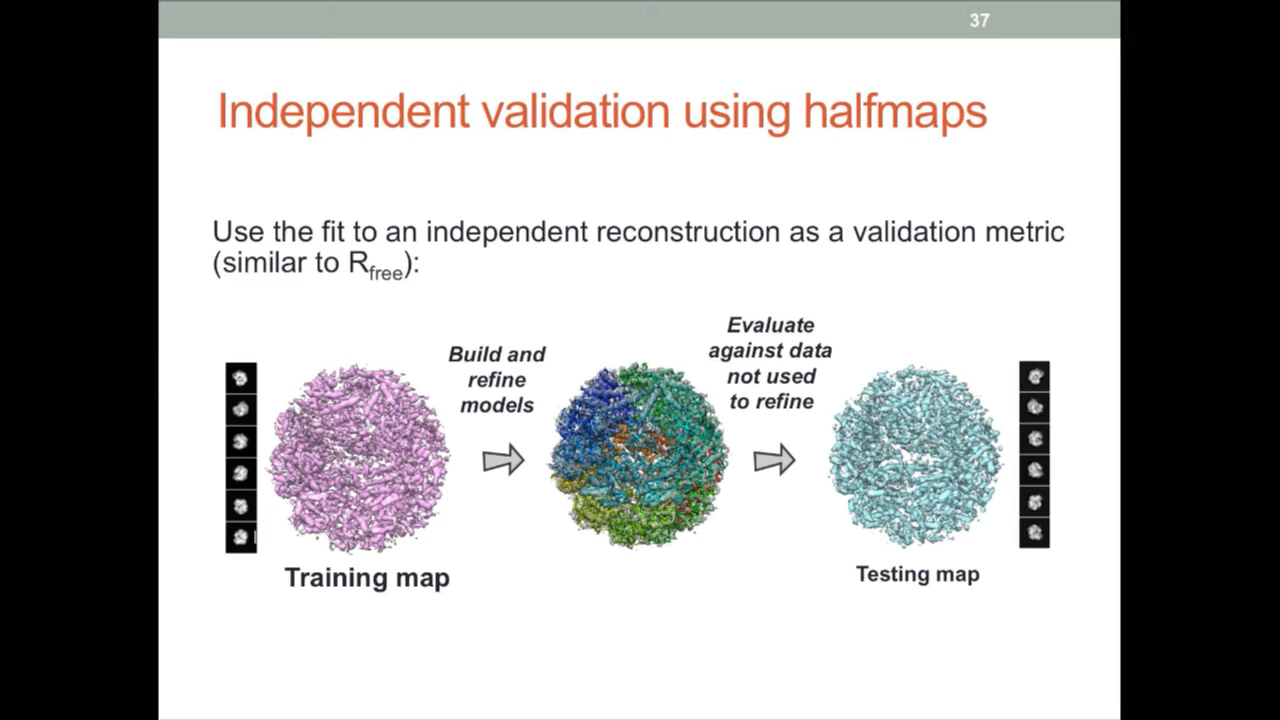 37
Independent validation using halfmaps
Use the fit to an independent reconstruction as a validation metric
(similar to Rfree):
Build and
refine
models
Evaluate
against data
not used
to refine
Training map
Testing map